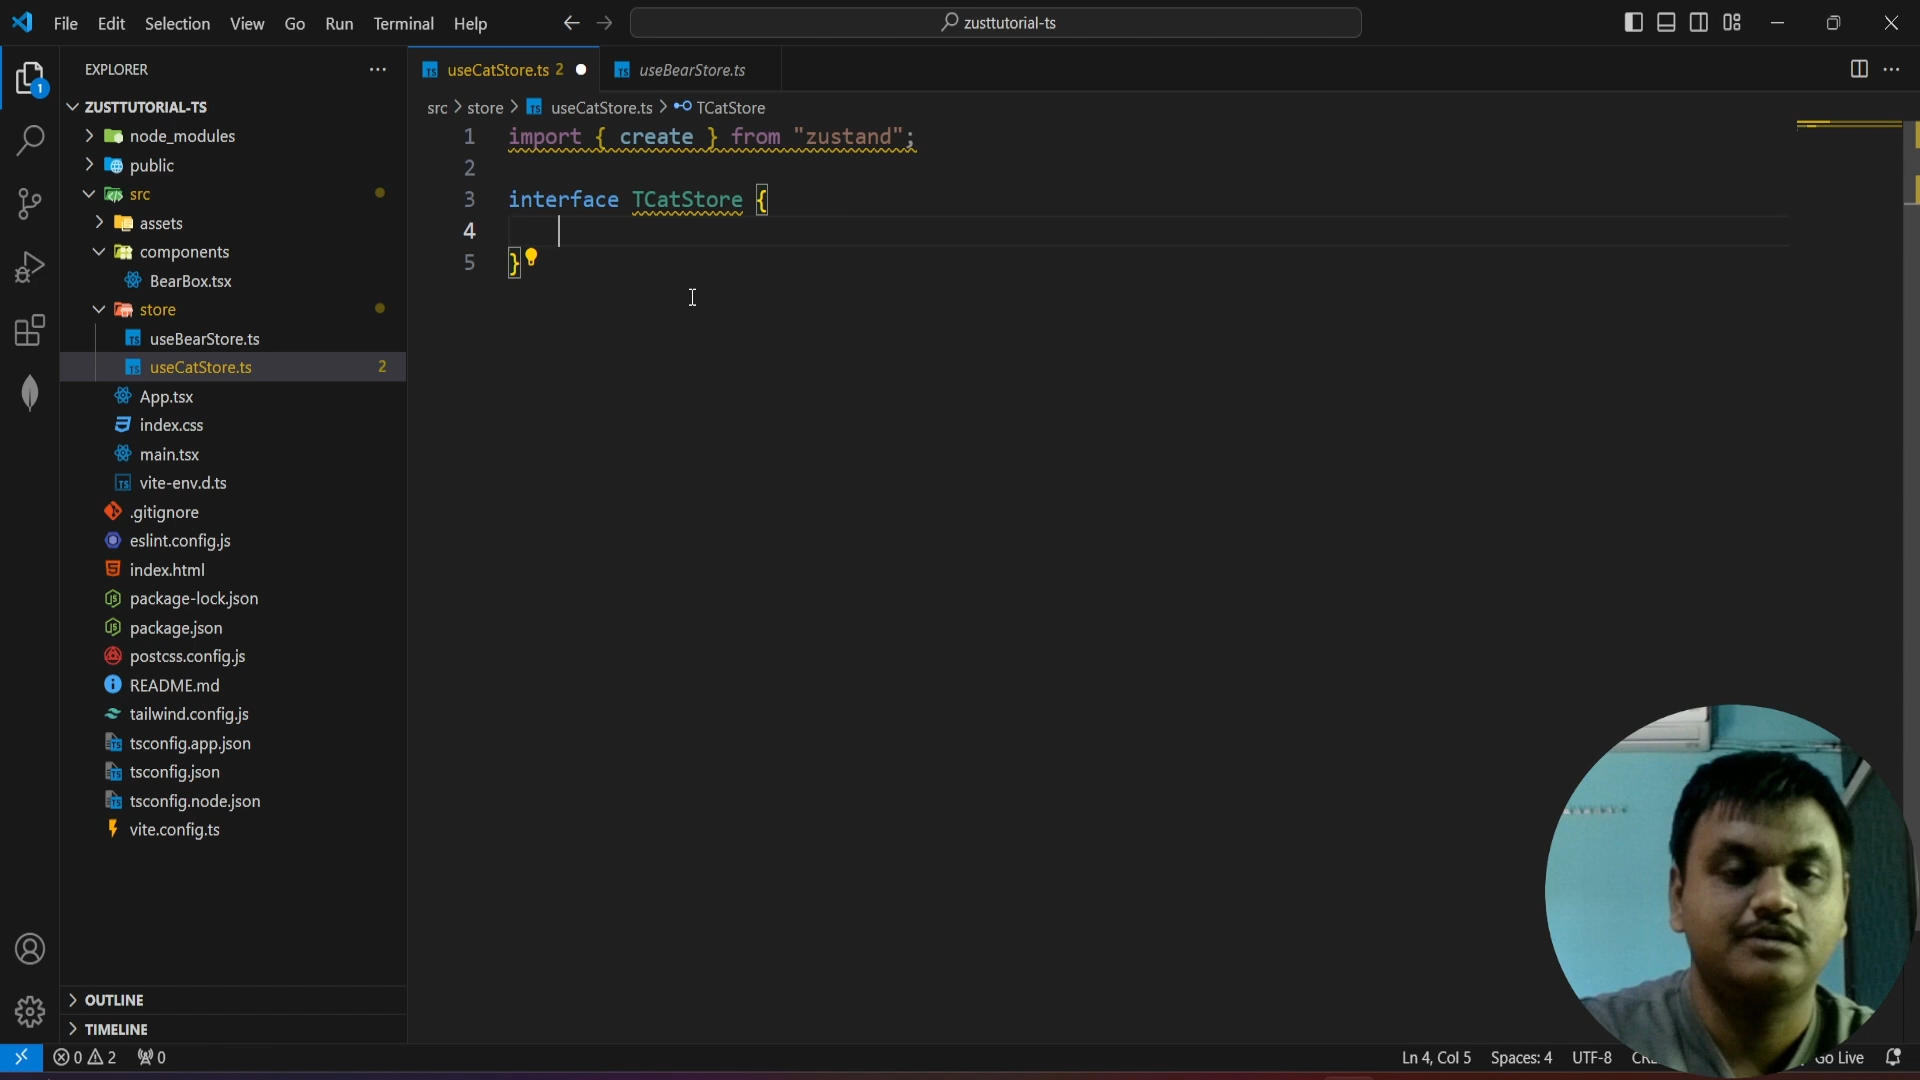 File Edit Selection View Go Run Terminal Help
zusttutorial-ts
EXPLORER
useCatStore.ts 2
useBearStore.ts
ZUSTTUTORIAL-TS
src > store > useCatStore.ts > TCatStore
node_modules
public
src
assets
components
BearBox.tsx
store
useBearStore.ts
useCatStore.ts 2
App.tsx
index.css
main.tsx
vite-env.d.ts
.gitignore
eslint.config.js
index.html
package-lock.json
package.json
postcss.config.js
README.md
tailwind.config.js
tsconfig.app.json
tsconfig.json
tsconfig.node.json
vite.config.ts
1 import { create } from "zustand";
2
3 interface TCatStore {
4
5 }
OUTLINE
TIMELINE
0 2 0
Ln 4, Col 5 Spaces: 4 UTF-8 Go Live